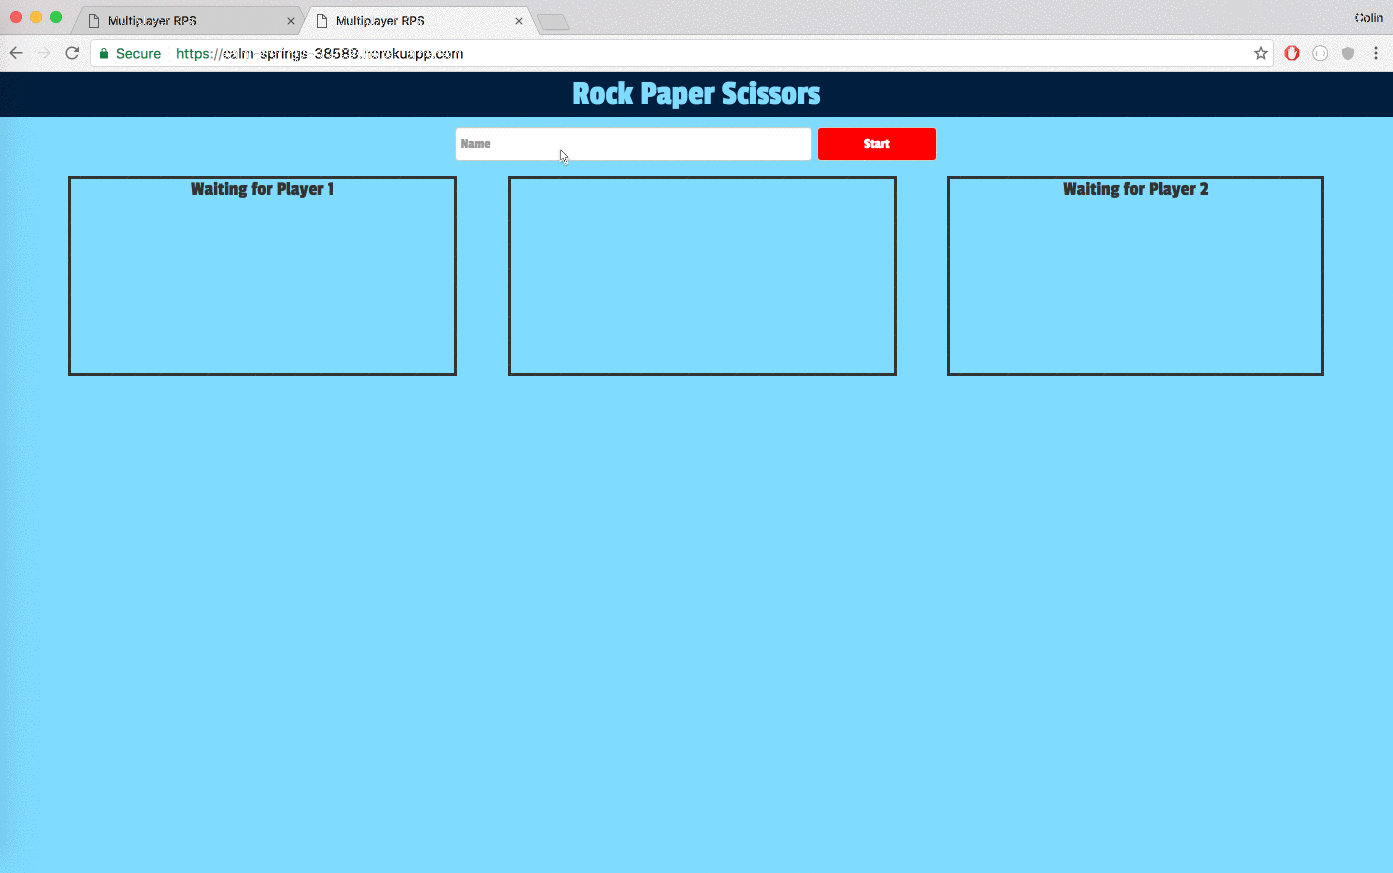 Multiplayer RPS
Multiplayer RPS
Colin
Secure
https://calm-springs-38589.herokuapp.com
Rock Paper Scissors
Name
Start
Waiting for Player 1
Waiting for Player 2